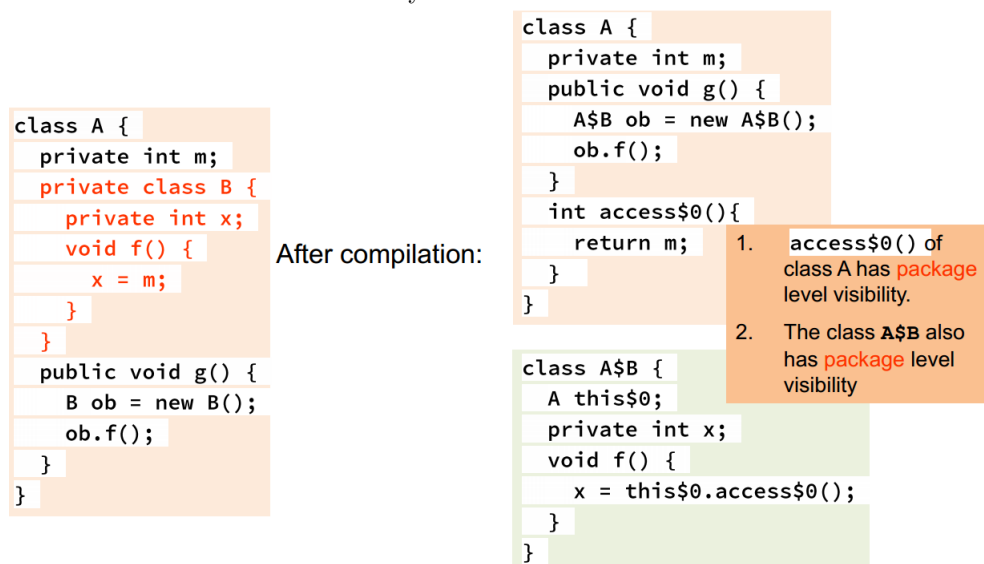 class A {
private int m;
private class B {
private int x;
void f() {
x = m;
}
}
public void g() {
B ob = new B();
ob.f();
}
}
After compilation:
class A {
private int m;
public void g() {
A$B ob = new A$B();
ob.f();
}
int access$0(){
return m;
}
}
class A$B {
A this$0;
private int x;
void f() {
x = this$0.access$0();
}
}
1. access$0() of
class A has package
level visibility.
2. The class A$B also
has package level
visibility